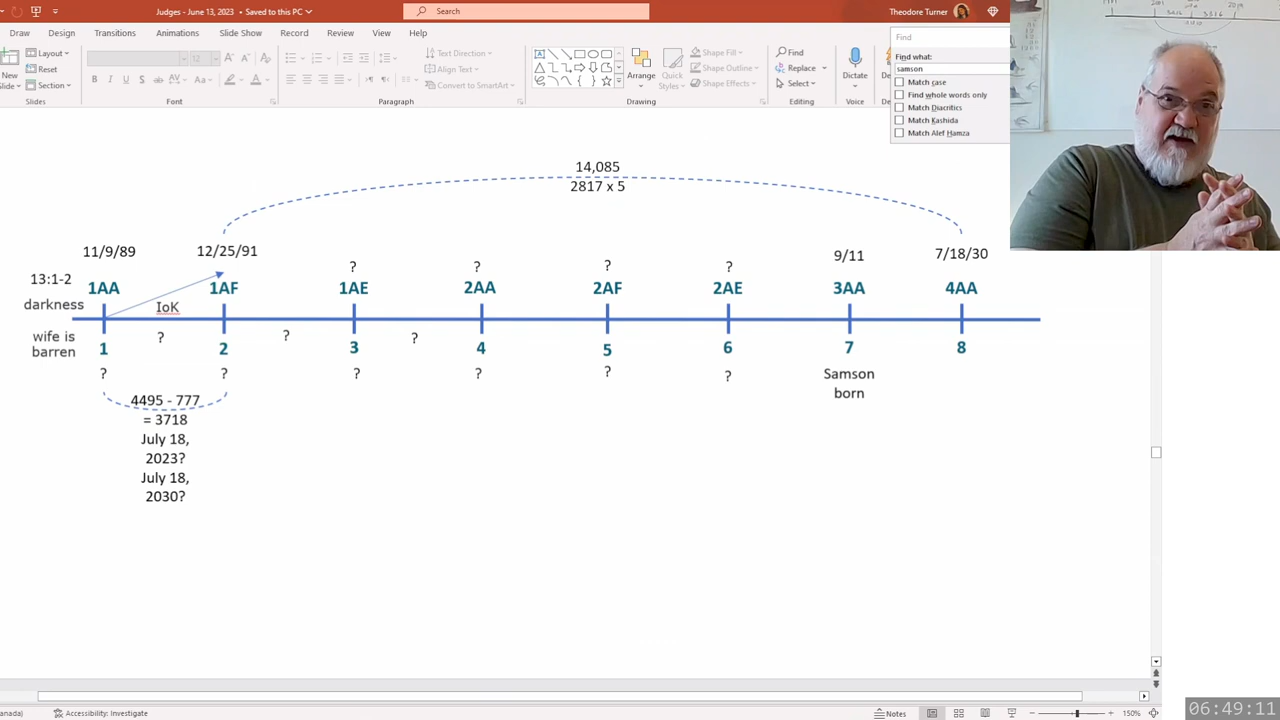 Judges - June 13, 2023 • Saved to this PC
Search
Theodore Turner
Draw Design Transitions Animations Slide Show Record Review View Help
New
Slides
Layout
Reset
Section
Slides
Font
Text Direction
Align Text
Convert to SmartArt
Paragraph
Arrange
Quick
Styles
Shape Fill
Shape Outline
Shape Effects
Drawing
Find
Replace
Select
Editing
Dictate
Voice
Find
Find what:
samson
Match case
Find whole words only
Match Diacritics
Match Kashida
Match Alef Hamza
14,085
2817 x 5
11/9/89
12/25/91
?
?
?
?
9/11
7/18/30
13:1-2
darkness
1AA
1AF
1AE
2AA
2AF
2AE
3AA
4AA
IoK
wife is
barren
?
?
?
1
2
3
4
5
6
7
8
?
?
?
?
?
?
Samson
born
4495 - 777
= 3718
July 18,
2023?
July 18,
2030?
Accessibility: Investigate
Notes
150%
06:49:11